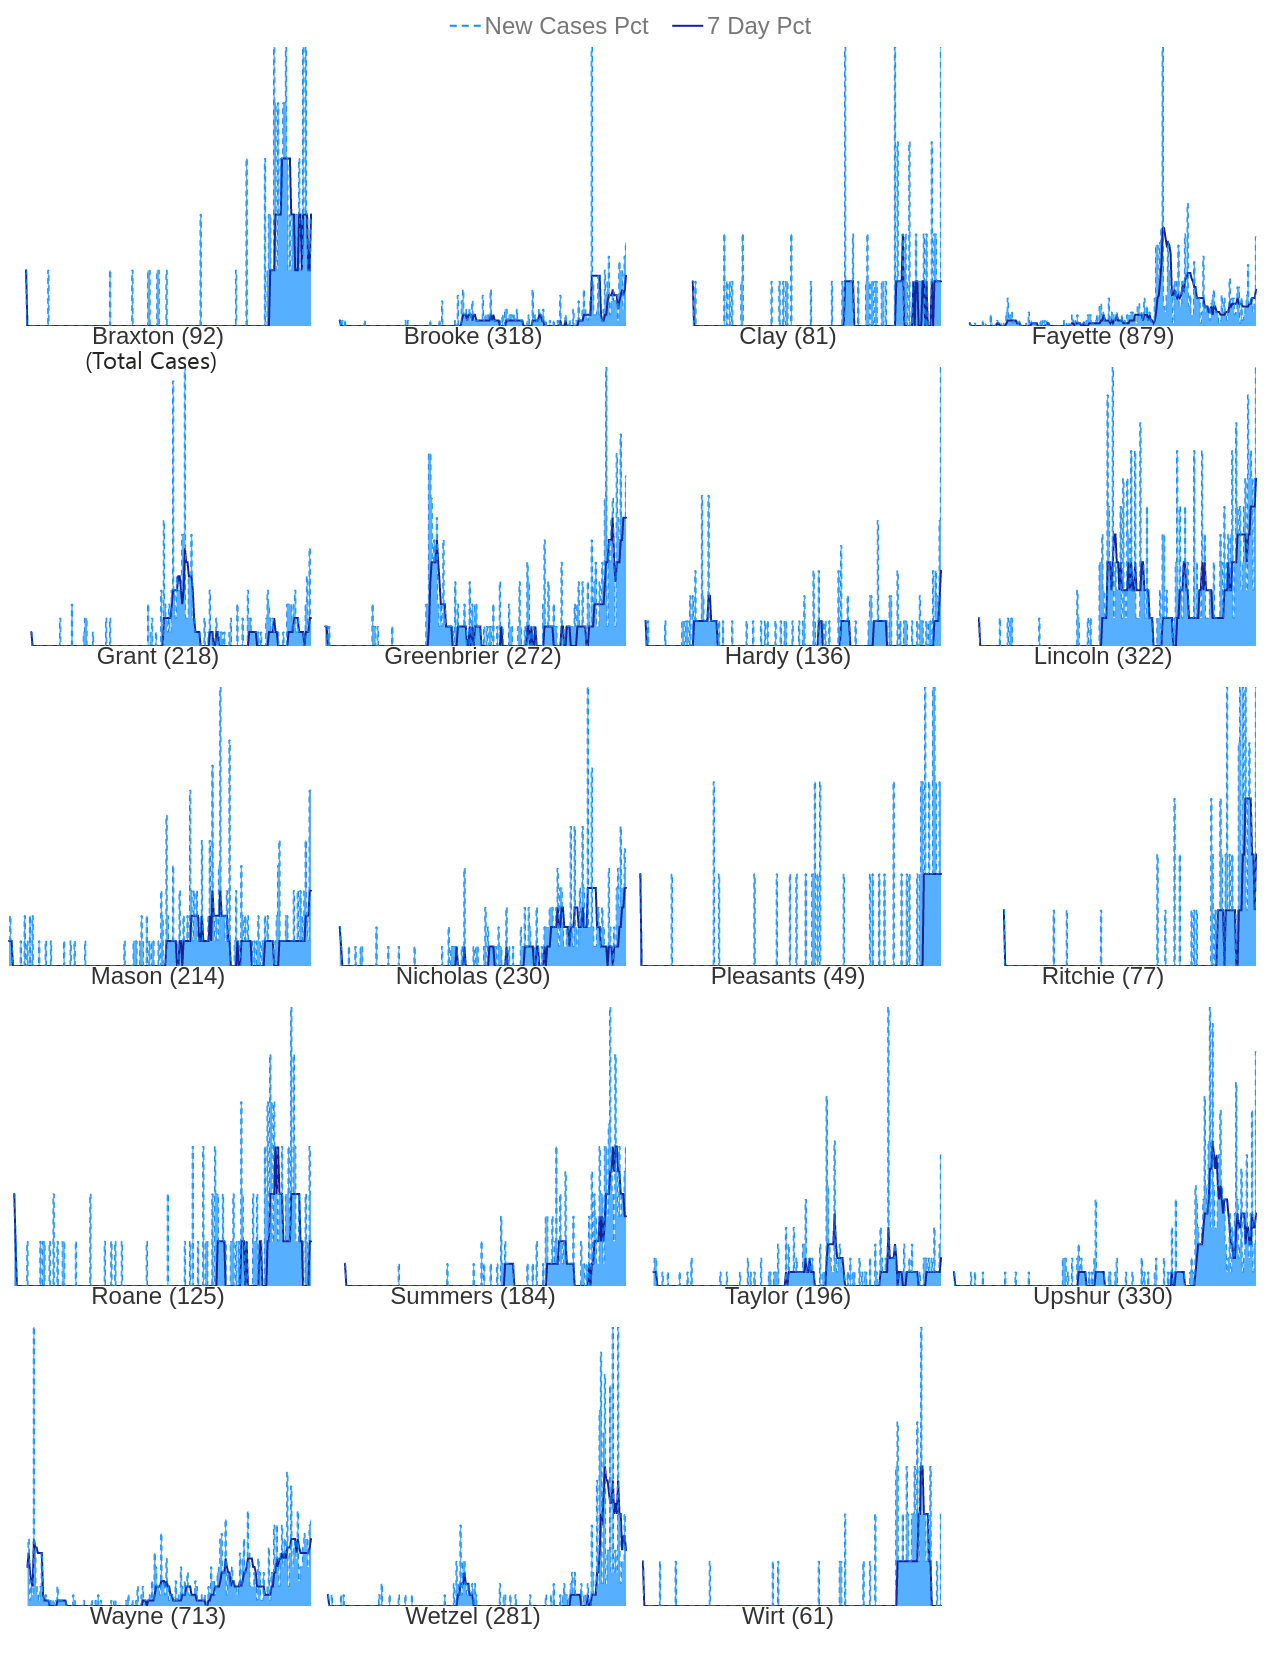 New Cases Pct 7 Day Pct
Braxton (92) Brooke (318) Clay (81) Fayette (879)
(Total Cases)
Grant (218) Greenbrier (272) Hardy (136) Lincoln (322)
Mason (214) Nicholas (230) Pleasants (49) Ritchie (77)
Roane (125) Summers (184) Taylor (196) Upshur (330)
Wayne (713) Wetzel (281) Wirt (61)